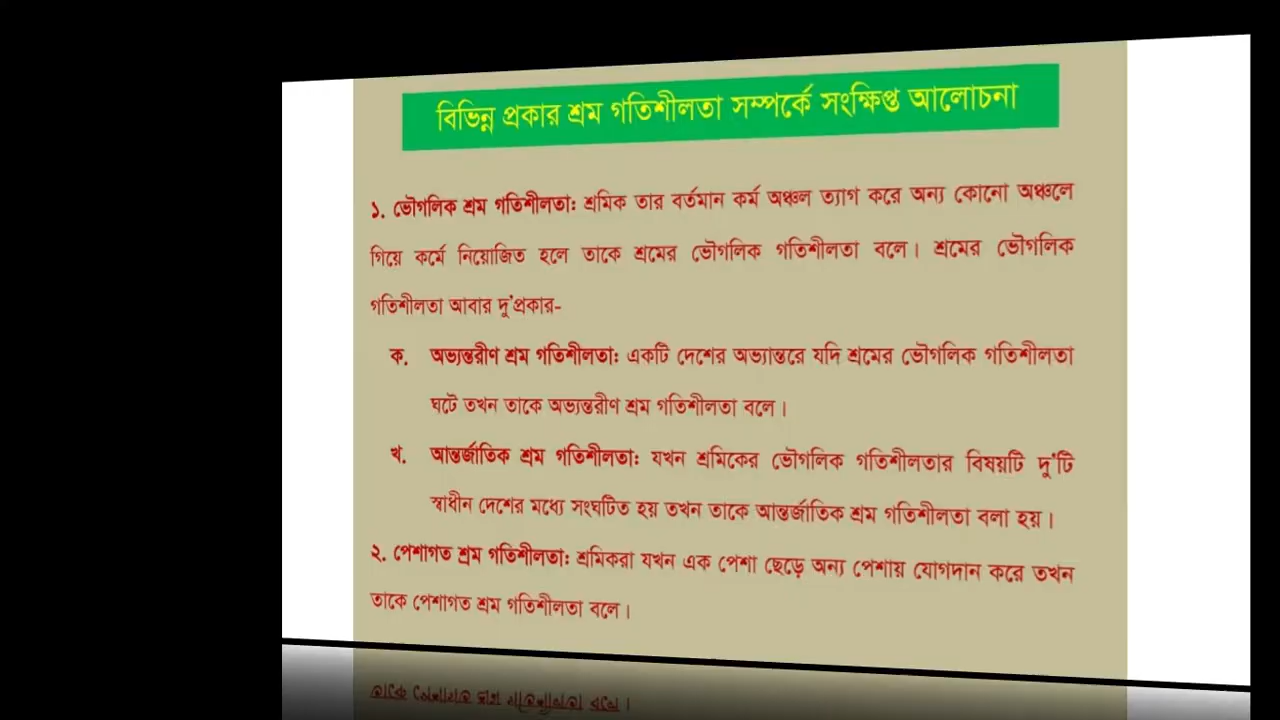 বিভিন্ন প্রকার শ্রম গতিশীলতা সম্পর্কে সংক্ষিপ্ত আলোচনা
১. ভৌগলিক শ্রম গতিশীলতা: শ্রমিক তার বর্তমান কর্ম অঞ্চল ত্যাগ করে অন্য কোনো অঞ্চলে
গিয়ে কর্মে নিয়োজিত হলে তাকে শ্রমের ভৌগলিক গতিশীলতা বলে। শ্রমের ভৌগলিক
গতিশীলতা আবার দু'প্রকার-
ক. অভ্যন্তরীণ শ্রম গতিশীলতা: একটি দেশের অভ্যান্তরে যদি শ্রমের ভৌগলিক গতিশীলতা
ঘটে তখন তাকে অভ্যন্তরীণ শ্রম গতিশীলতা বলে।
খ. আন্তর্জাতিক শ্রম গতিশীলতা: যখন শ্রমিকের ভৌগলিক গতিশীলতার বিষয়টি দু'টি
স্বাধীন দেশের মধ্যে সংঘটিত হয় তখন তাকে আন্তর্জাতিক শ্রম গতিশীলতা বলা হয়।
২. পেশাগত শ্রম গতিশীলতা: শ্রমিকরা যখন এক পেশা ছেড়ে অন্য পেশায় যোগদান করে তখন
তাকে পেশাগত শ্রম গতিশীলতা বলে।